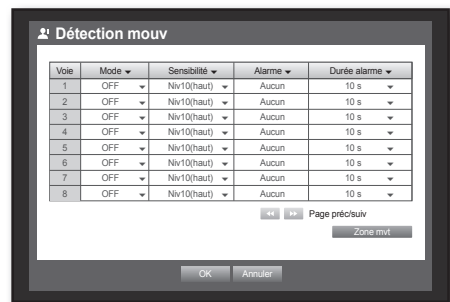 Détection mouv
Voie Mode Sensibilité Alarme Durée alarme
1 OFF Niv10(haut) Aucun 10 s
2 OFF Niv10(haut) Aucun 10 s
3 OFF Niv10(haut) Aucun 10 s
4 OFF Niv10(haut) Aucun 10 s
5 OFF Niv10(haut) Aucun 10 s
6 OFF Niv10(haut) Aucun 10 s
7 OFF Niv10(haut) Aucun 10 s
8 OFF Niv10(haut) Aucun 10 s
Page préc/suiv
Zone mvt
OK Annuler